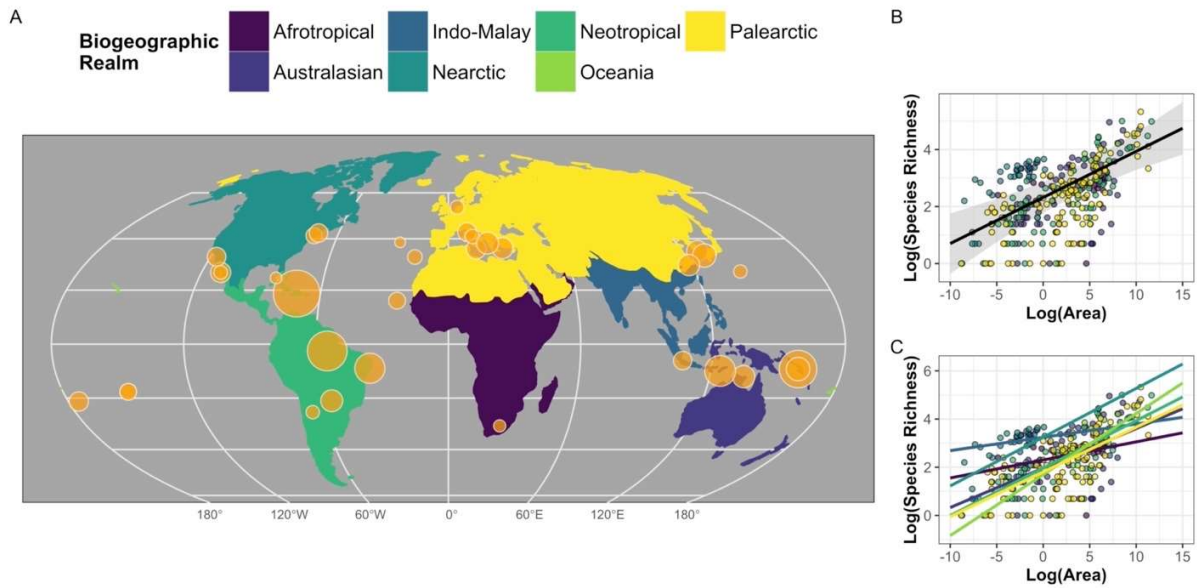 A
Biogeographic
Realm
Afrotropical
Indo-Malay
Neotropical
Palearctic
Australasian
Nearctic
Oceania
180°
120°W
60°W
0°
60°E
120°E
180°
B
Log(Species Richness)
4
2
0
-10
-5
0
5
10
15
Log(Area)
C
Log(Species Richness)
6
4
2
0
-10
-5
0
5
10
15
Log(Area)